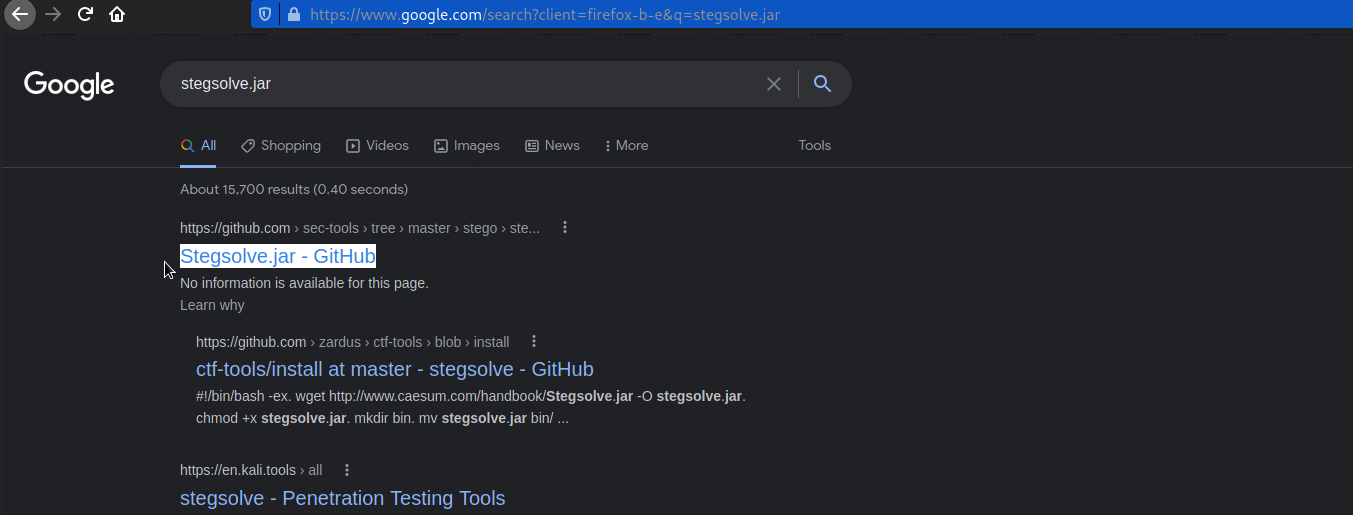 https://www.google.com/search?client=firefox-b-e&q=stegsolve.jar
Google
stegsolve.jar
All Shopping Videos Images News More Tools
About 15,700 results (0.40 seconds)
https://github.com › sec-tools › tree › master › stego › ste...
Stegsolve.jar - GitHub
No information is available for this page.
Learn why
https://github.com › zardus › ctf-tools › blob › install
ctf-tools/install at master - stegsolve - GitHub
#!/bin/bash -ex. wget http://www.caesum.com/handbook/Stegsolve.jar -O stegsolve.jar.
chmod +x stegsolve.jar. mkdir bin. mv stegsolve.jar bin/ ...
https://en.kali.tools › all
stegsolve - Penetration Testing Tools